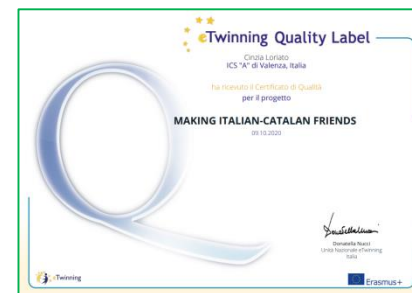 eTwinning Quality Label
Cinzia Loriato
ICS "A" di Valenza, Italia
ha ricevuto il Certificato di Qualità
per il progetto
MAKING ITALIAN-CATALAN FRIENDS
09.10.2020
Donatella Nucci
Unità Nazionale eTwinning
Italia
eTwinning
Erasmus+